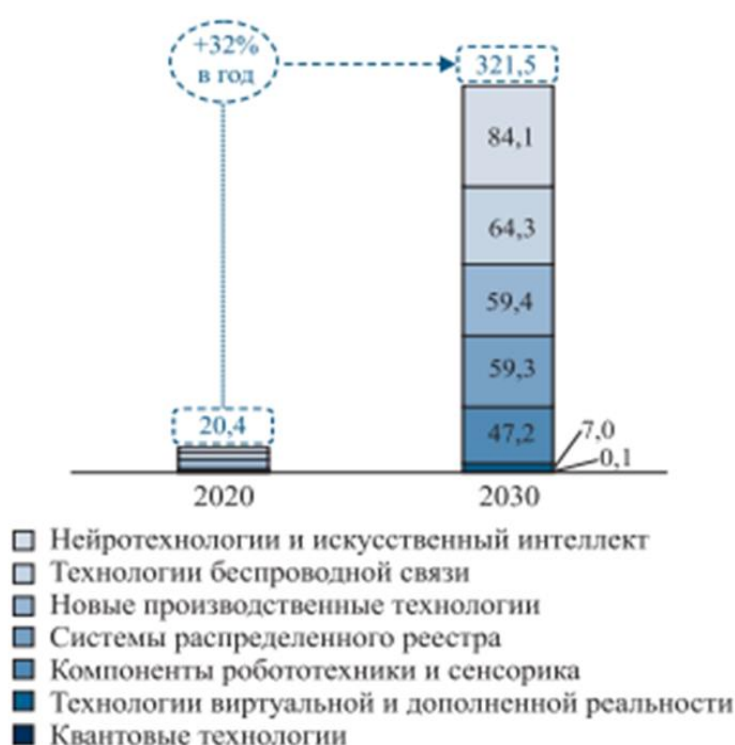 +32%
в год
321,5
84,1
64,3
59,4
59,3
47,2
7,0
0,1
20,4
2020
2030
Нейротехнологии и искусственный интеллект
Технологии беспроводной связи
Новые производственные технологии
Системы распределенного реестра
Компоненты робототехники и сенсорика
Технологии виртуальной и дополненной реальности
Квантовые технологии